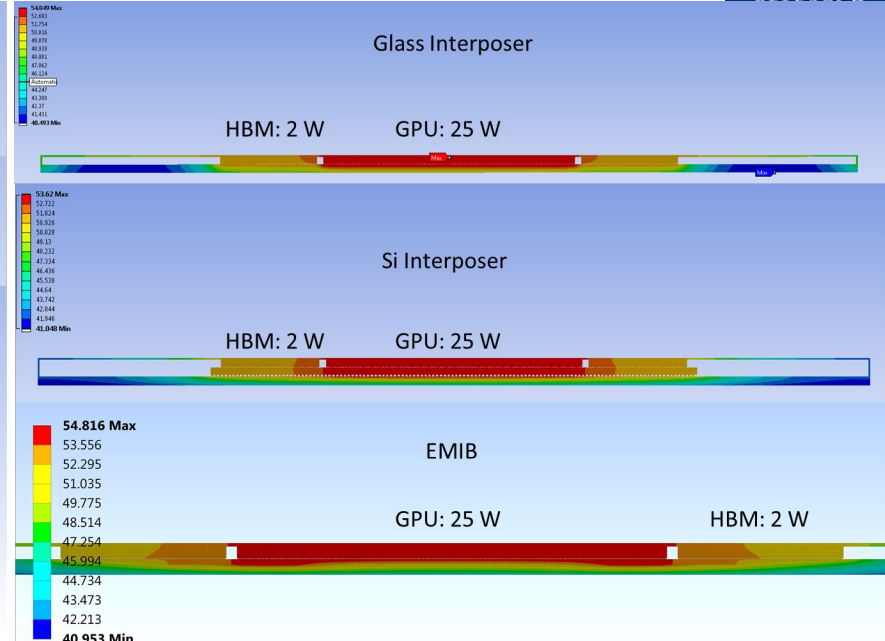 54.049 Max
52.693
51.754
50.816
49.878
48.939
48.001
47.062
46.124
Automatic
44.247
43.309
42.37
41.431
40.493 Min
Glass Interposer
HBM: 2 W GPU: 25 W
Max
Min
53.62 Max
52.722
51.824
50.926
50.028
49.13
48.232
47.334
46.436
45.538
44.64
43.742
42.844
41.946
41.048 Min
Si Interposer
HBM: 2 W GPU: 25 W
54.816 Max
53.556
52.295
51.035
49.775
48.514
47.254
45.994
44.734
43.473
42.213
40.953 Min
EMIB
GPU: 25 W HBM: 2 W